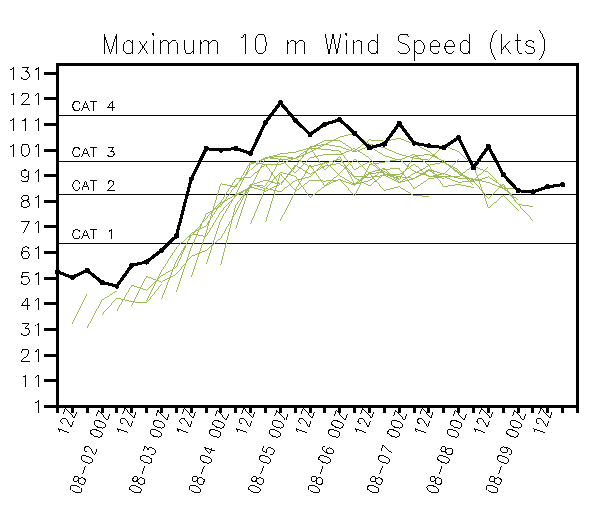 Maximum 10 m Wind Speed (kts)
131
121
111
101
91
81
71
61
51
41
31
21
11
1
CAT 4
CAT 3
CAT 2
CAT 1
12Z
08-02 00Z
12Z
08-03 00Z
12Z
08-04 00Z
12Z
08-05 00Z
12Z
08-06 00Z
12Z
08-07 00Z
12Z
08-08 00Z
12Z
08-09 00Z
12Z